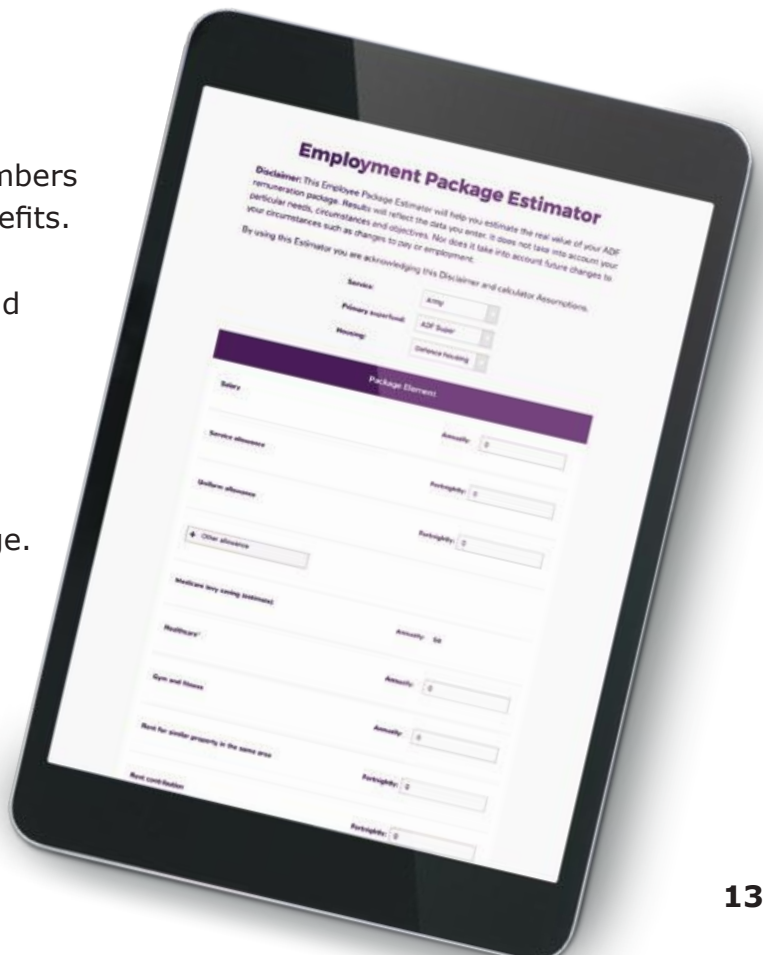 mbers
efits.
d
ge.
Employment Package Estimator
Disclaimer: This Employee Package Estimator will help you estimate the real value of your ADF
remuneration package. Results will reflect the data you enter. It does not take into account your
particular needs, circumstances and objectives. Nor does it take into account future changes to
your circumstances such as changes to pay or employment.
By using this Estimator you are acknowledging this Disclaimer and calculator Assumptions.
Service: Army
Primary superfund: ADF Super
Housing: Defence housing
Package Element
Salary Annually: 0
Service allowance Fortnightly: 0
Uniform allowance Fortnightly: 0
+ Other allowance
Medicare levy saving (estimate) Annually: $0
Healthcare* Annually: 0
Gym and fitness Annually: 0
Rent for similar property in the same area Fortnightly: 0
Rent contribution Fortnightly: 0
13